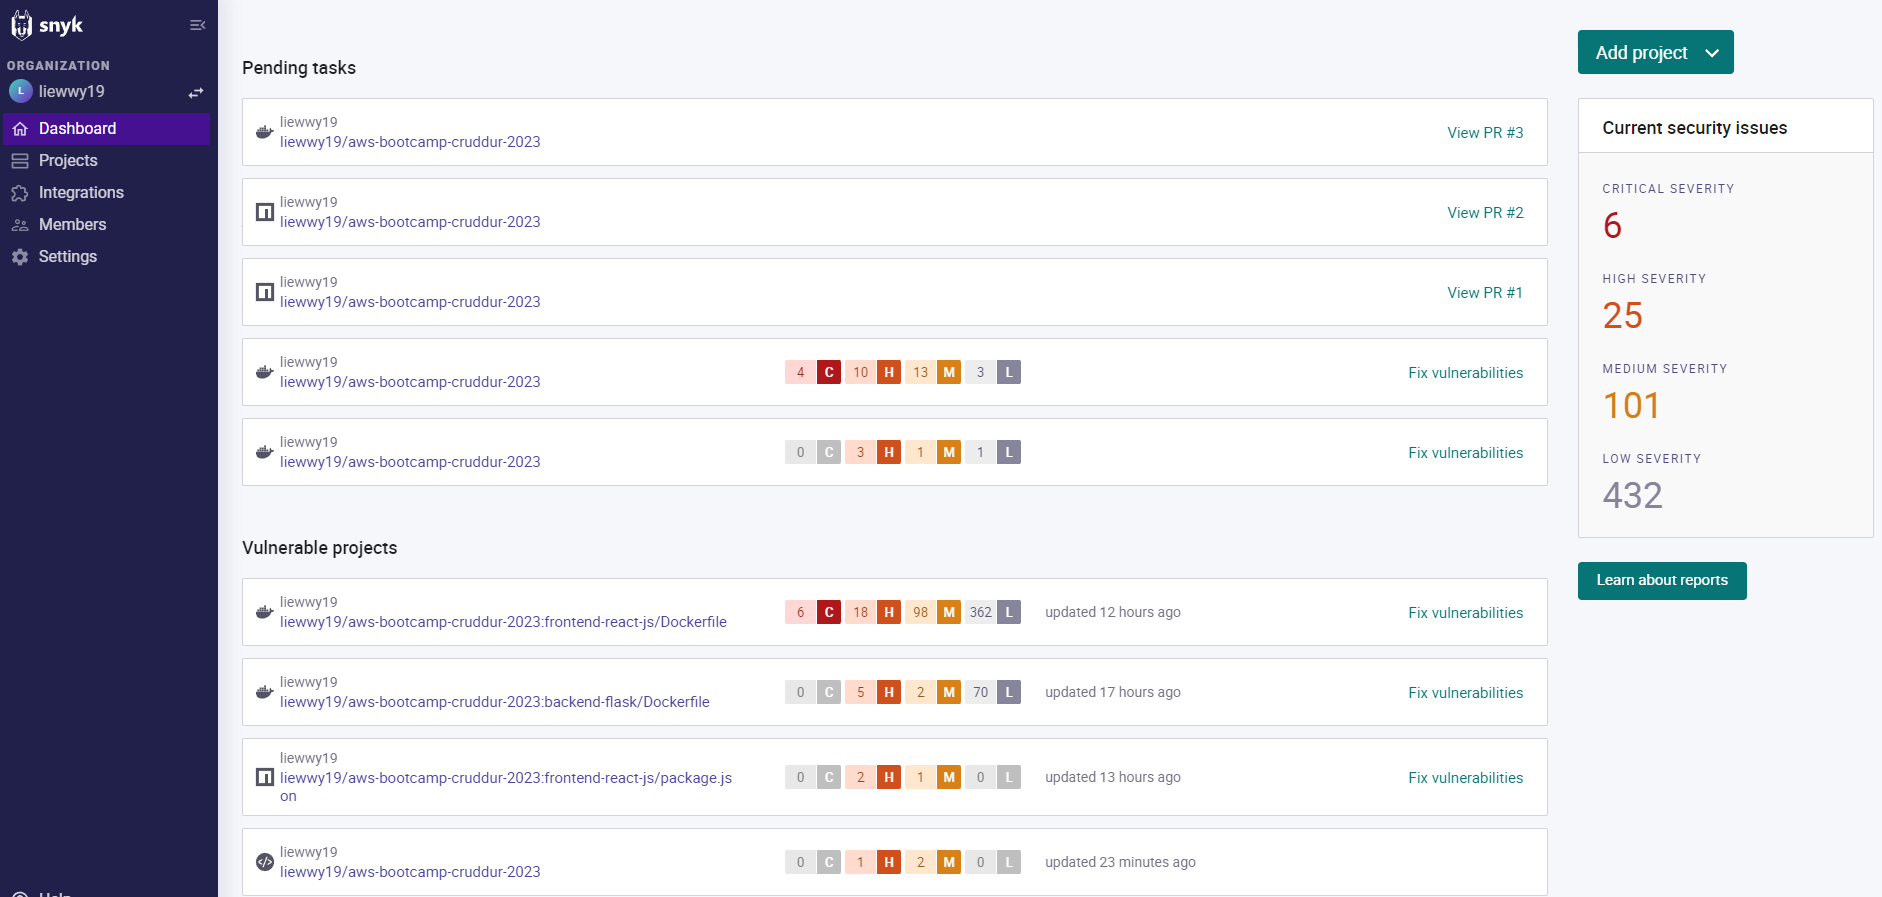 snyk
ORGANIZATION
L liewwy19
Dashboard
Projects
Integrations
Members
Settings
Pending tasks
liewwy19
liewwy19/aws-bootcamp-cruddur-2023
View PR #3
liewwy19
liewwy19/aws-bootcamp-cruddur-2023
View PR #2
liewwy19
liewwy19/aws-bootcamp-cruddur-2023
View PR #1
liewwy19
liewwy19/aws-bootcamp-cruddur-2023
4 C 10 H 13 M 3 L
Fix vulnerabilities
liewwy19
liewwy19/aws-bootcamp-cruddur-2023
0 C 3 H 1 M 1 L
Fix vulnerabilities
Vulnerable projects
liewwy19
liewwy19/aws-bootcamp-cruddur-2023:frontend-react-js/Dockerfile
6 C 18 H 98 M 362 L
updated 12 hours ago
Fix vulnerabilities
liewwy19
liewwy19/aws-bootcamp-cruddur-2023:backend-flask/Dockerfile
0 C 5 H 2 M 70 L
updated 17 hours ago
Fix vulnerabilities
liewwy19
liewwy19/aws-bootcamp-cruddur-2023:frontend-react-js/package.js
on
0 C 2 H 1 M 0 L
updated 13 hours ago
Fix vulnerabilities
liewwy19
liewwy19/aws-bootcamp-cruddur-2023
0 C 1 H 2 M 0 L
updated 23 minutes ago
Add project
Current security issues
CRITICAL SEVERITY
6
HIGH SEVERITY
25
MEDIUM SEVERITY
101
LOW SEVERITY
432
Learn about reports